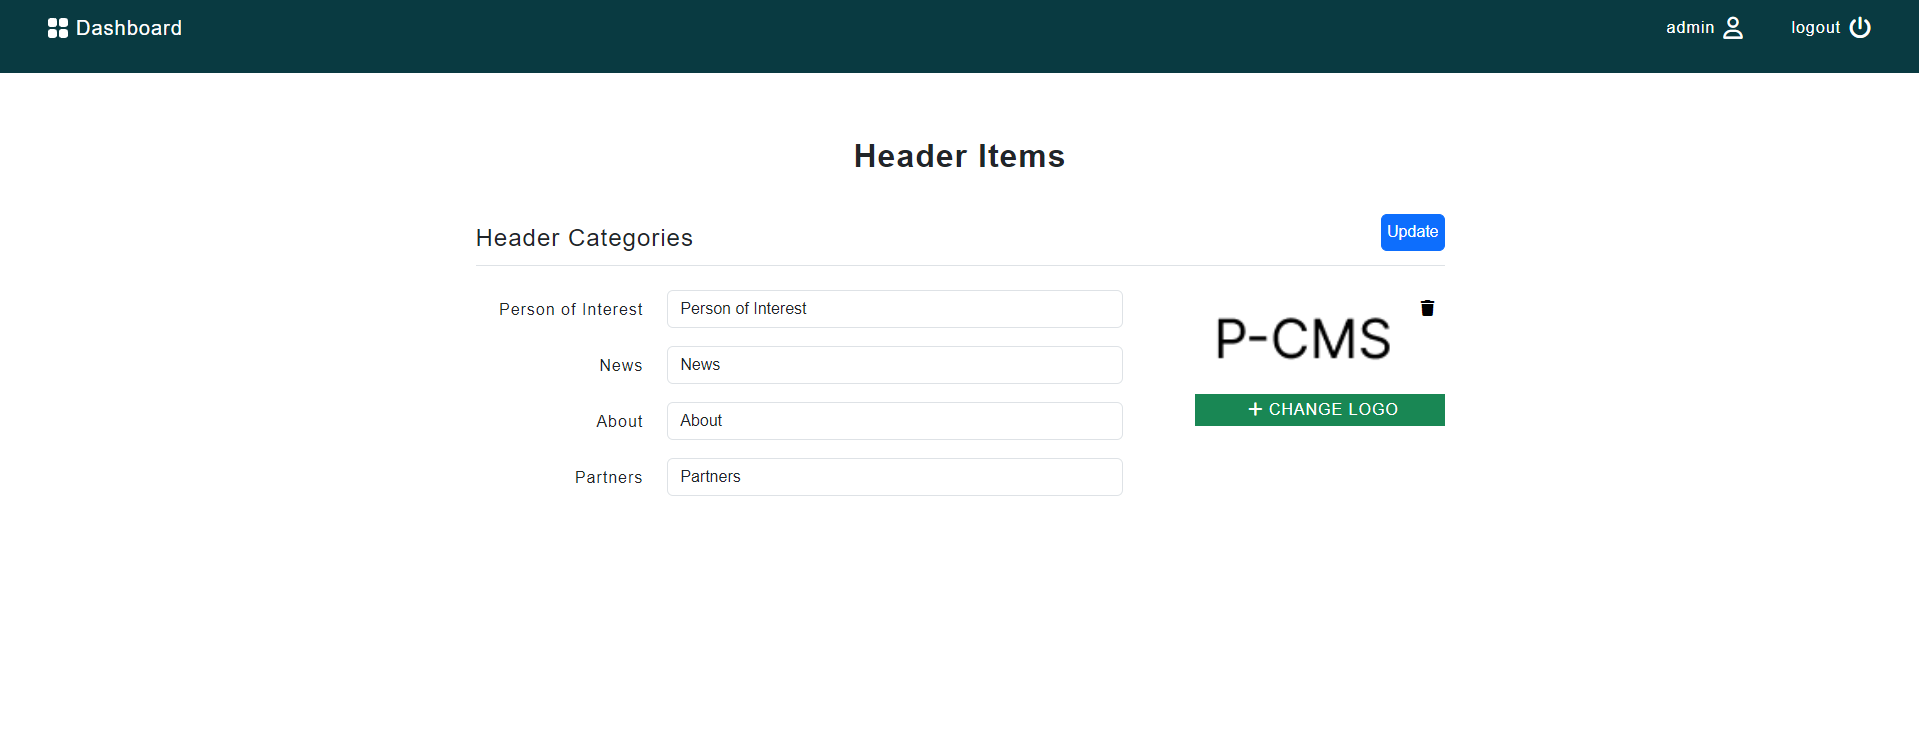 Dashboard
admin
logout
Header Items
Header Categories
Update
Person of Interest
Person of Interest
News
News
About
About
Partners
Partners
P-CMS
+ CHANGE LOGO